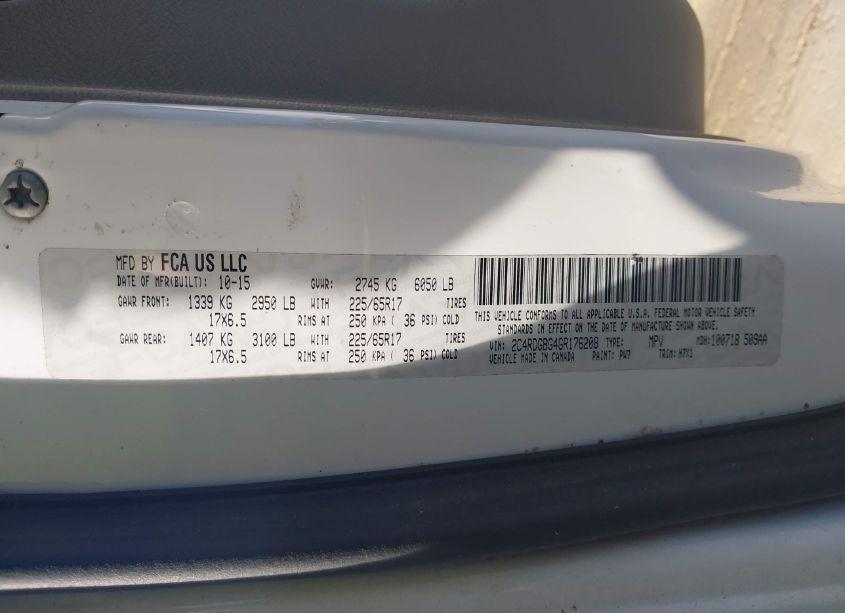 MFD BY FCA US LLC
DATE OF MFR(BUILT): 10-15 GVWR: 2745 KG 6050 LB
GAWR FRONT: 1339 KG 2950 LB WITH 225/65R17 TIRES
17X6.5 RIMS AT 250 KPA ( 36 PSI) COLD
GAWR REAR: 1407 KG 3100 LB WITH 225/65R17 TIRES
17X6.5 RIMS AT 250 KPA ( 36 PSI) COLD
THIS VEHICLE CONFORMS TO ALL APPLICABLE U.S.A. FEDERAL MOTOR VEHICLE SAFETY
STANDARDS IN EFFECT ON THE DATE OF MANUFACTURE SHOWN ABOVE.
VIN: 2C4RDGBG4GR176208 TYPE: MPV MDH: 100718 509AA
VEHICLE MADE IN CANADA PAINT: PW7 TRIM: